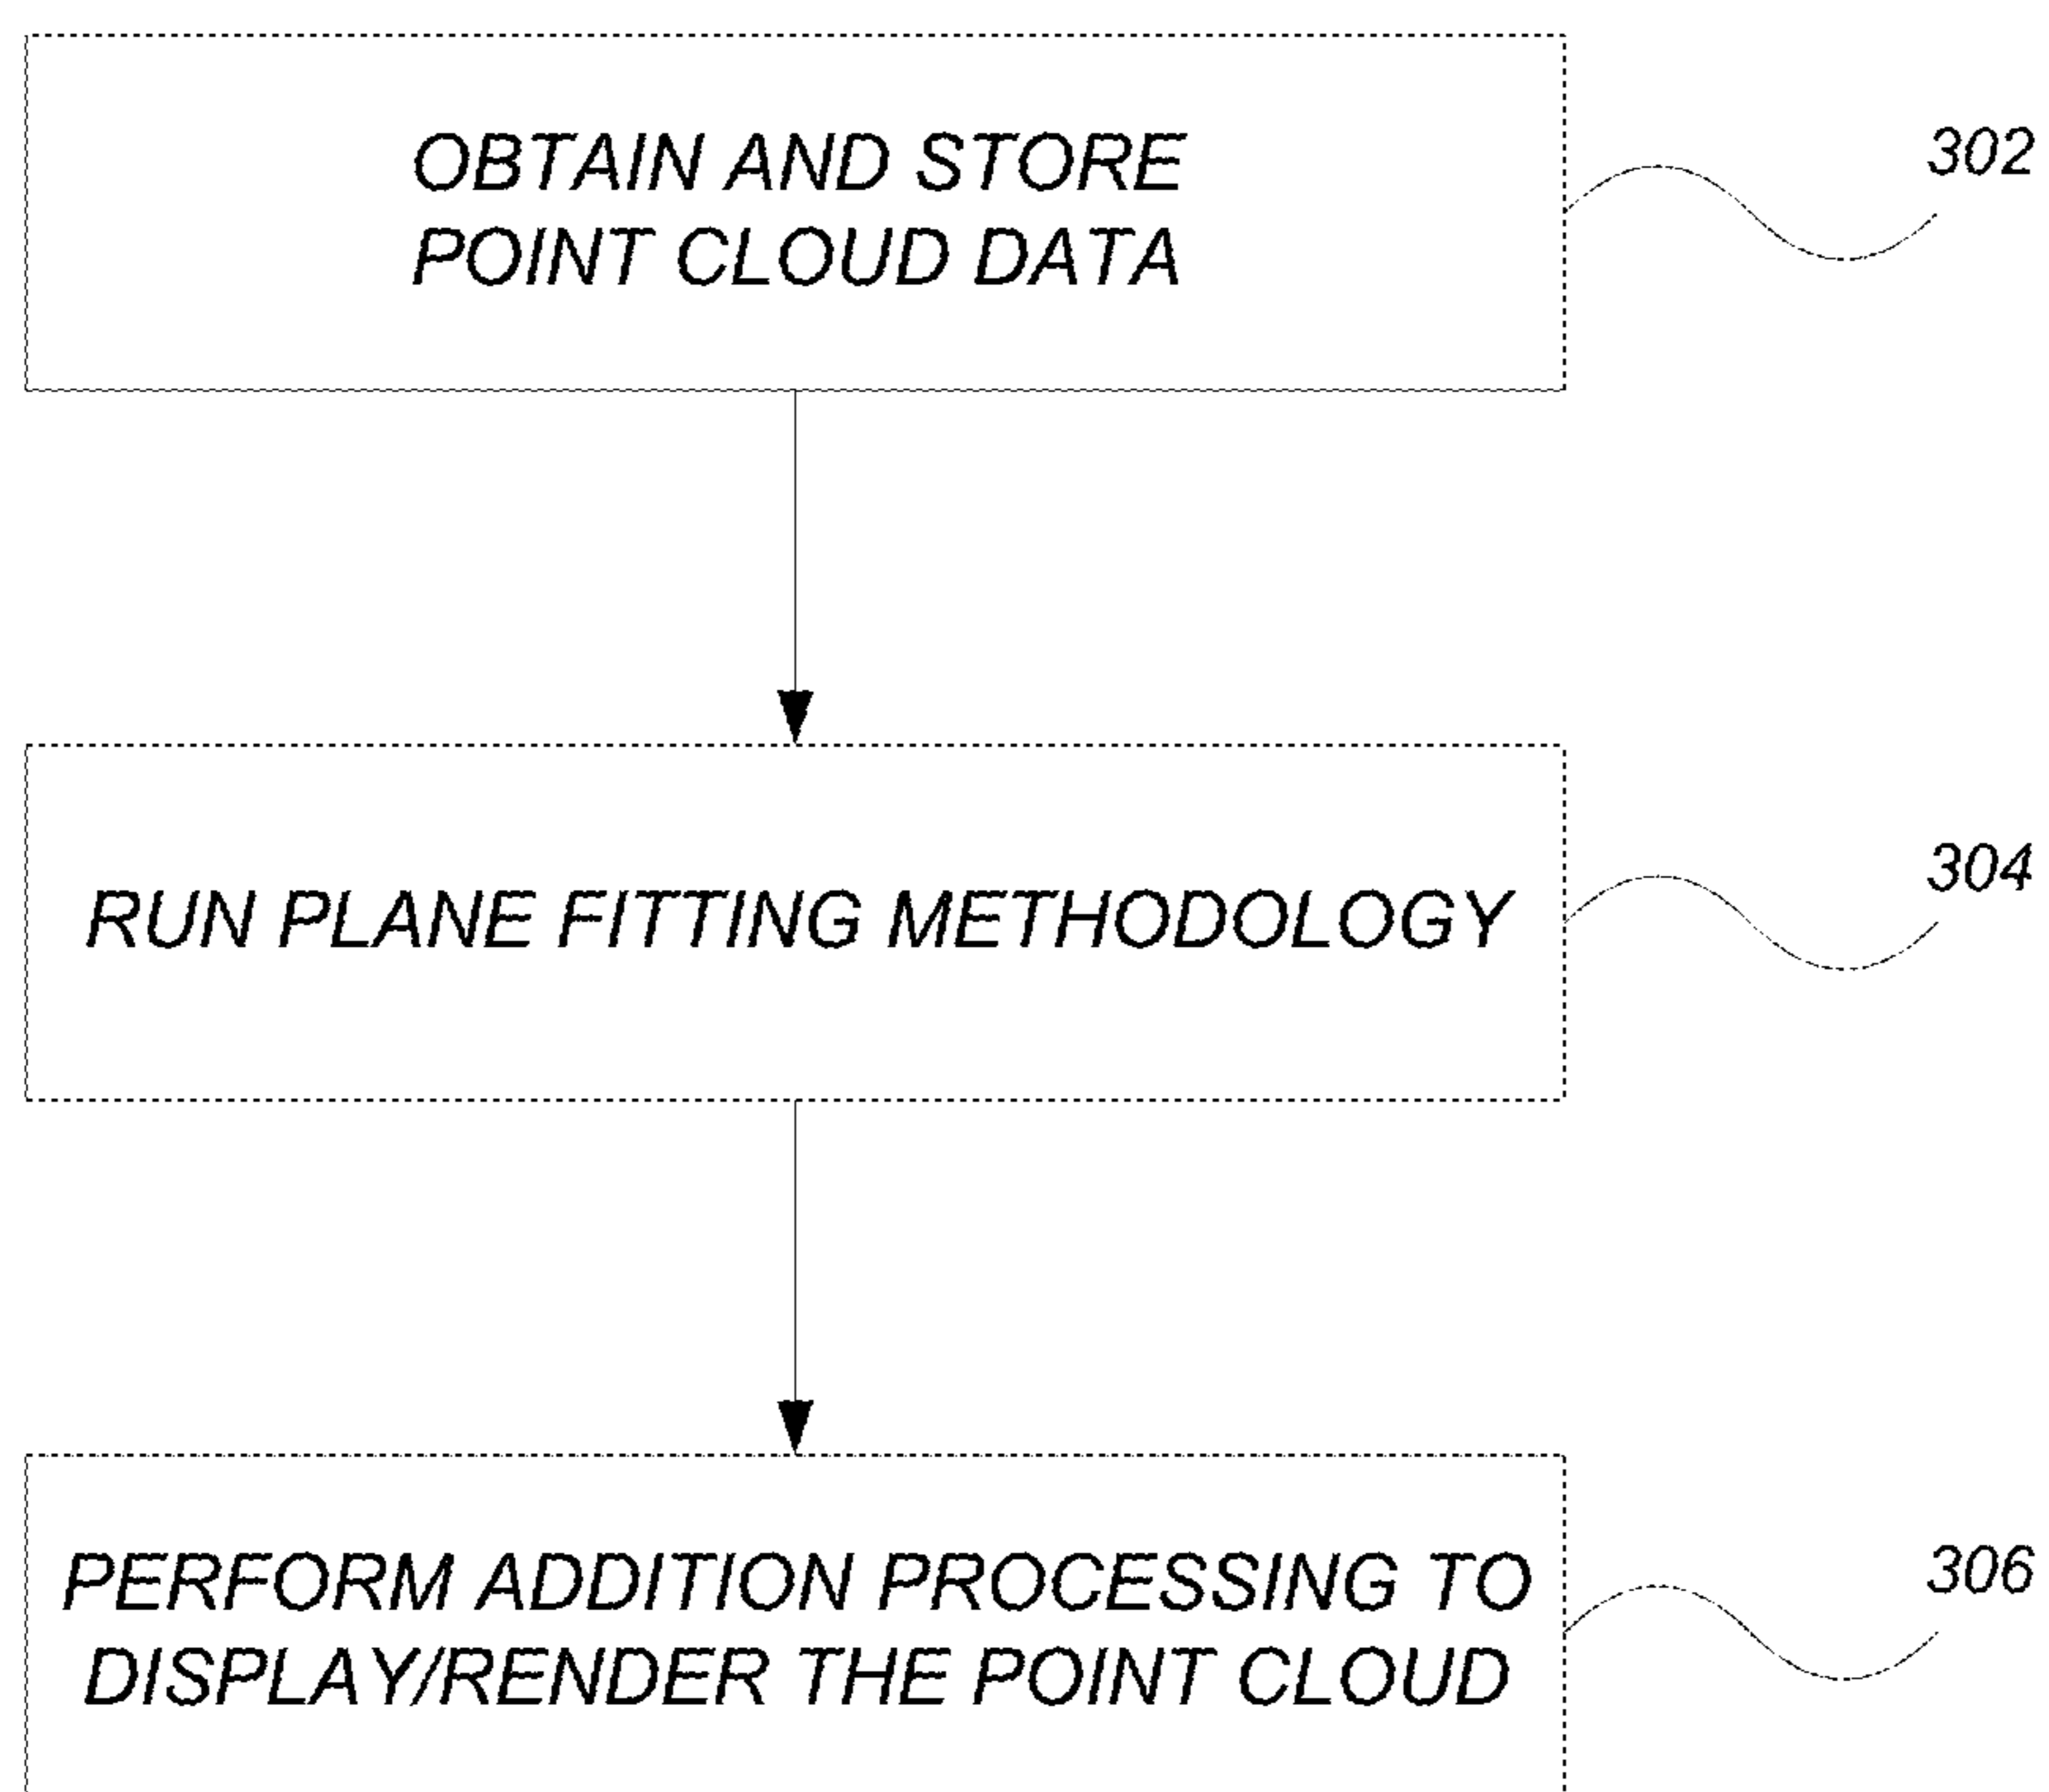 OBTAIN AND STORE
POINT CLOUD DATA
302
RUN PLANE FITTING METHODOLOGY
304
PERFORM ADDITION PROCESSING TO
DISPLAY/RENDER THE POINT CLOUD
306